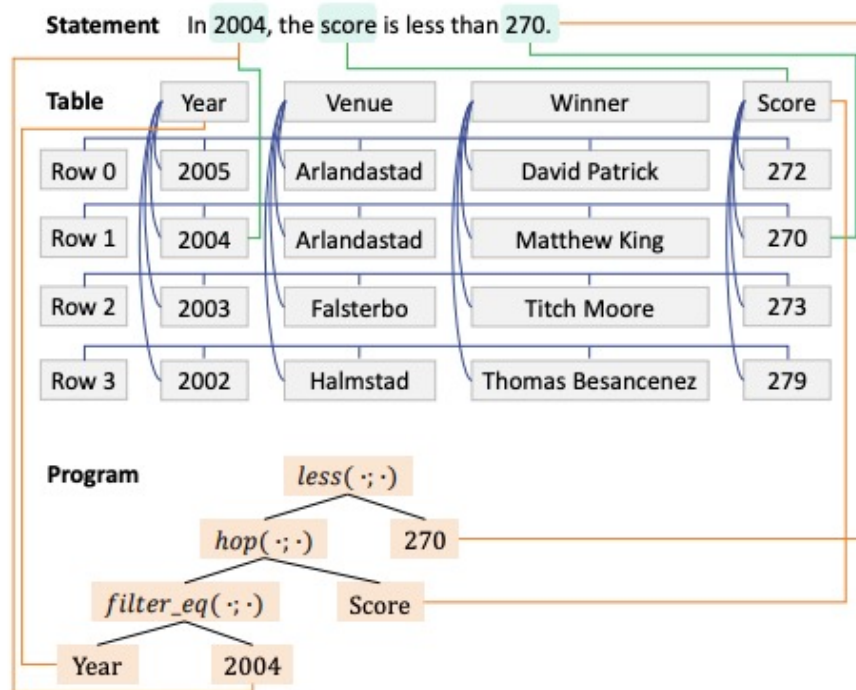 Statement In 2004, the score is less than 270.
Table Year Venue Winner Score
Row 0 2005 Arlandastad David Patrick 272
Row 1 2004 Arlandastad Matthew King 270
Row 2 2003 Falsterbo Titch Moore 273
Row 3 2002 Halmstad Thomas Besancenez 279
Program
less( ·; ·)
hop( ·; ·) 270
filter_eq( ·; ·) Score
Year 2004